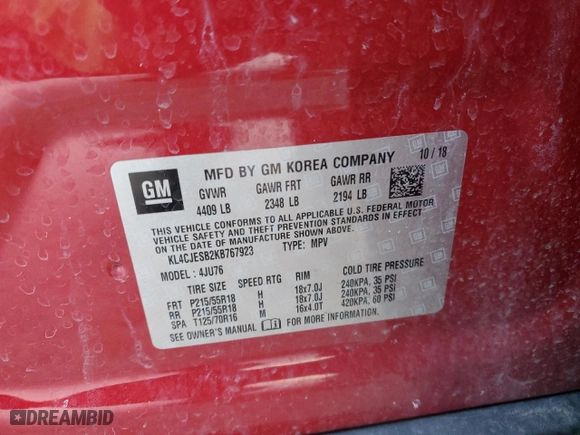 GM
MFD BY GM KOREA COMPANY
10/18
GVWR GAWR FRT GAWR RR
4409 LB 2348 LB 2194 LB
THIS VEHICLE CONFORMS TO ALL APPLICABLE U.S. FEDERAL MOTOR
VEHICLE SAFETY, AND THEFT PREVENTION STANDARDS IN
EFFECT ON THE DATE OF MANUFACTURE SHOWN ABOVE.
KL4CJESB2KB767923 TYPE: MPV
MODEL: 4JU76
TIRE SIZE SPEED RTG RIM COLD TIRE PRESSURE
FRT P215/55R18 H 18x7.0J 240KPA, 35 PSI
RR P215/55R18 H 18x7.0J 240KPA, 35 PSI
SPA T125/70R16 M 16x4.0T 420KPA, 60 PSI
SEE OWNER'S MANUAL FOR MORE INFORMATION.
DREAMBID